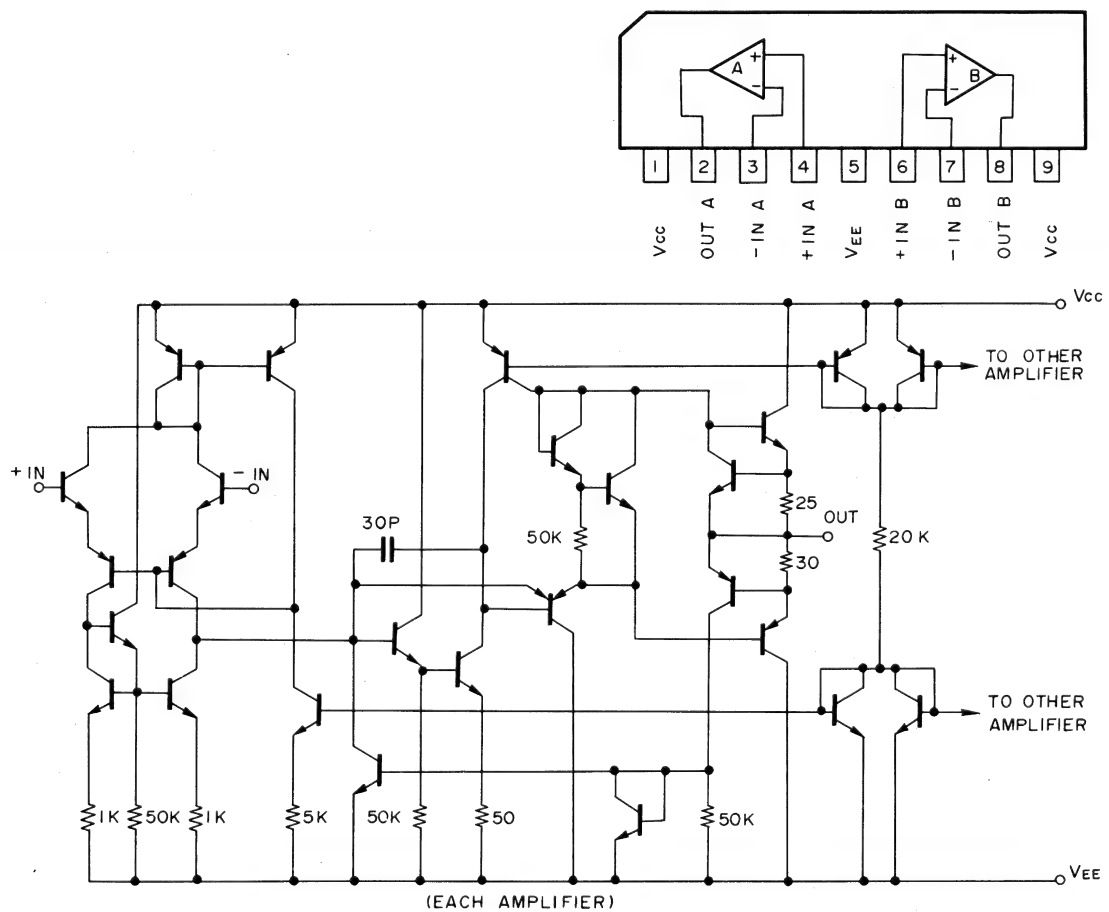 A + −
+ − B
1 2 3 4 5 6 7 8 9
Vcc
OUT A
-IN A
+IN A
VEE
+IN B
-IN B
OUT B
Vcc
Vcc
TO OTHER
AMPLIFIER
+IN
-IN
25
OUT
30P
50K
20K
30
TO OTHER
AMPLIFIER
1K
50K
1K
5K
50K
50
50K
VEE
(EACH AMPLIFIER)